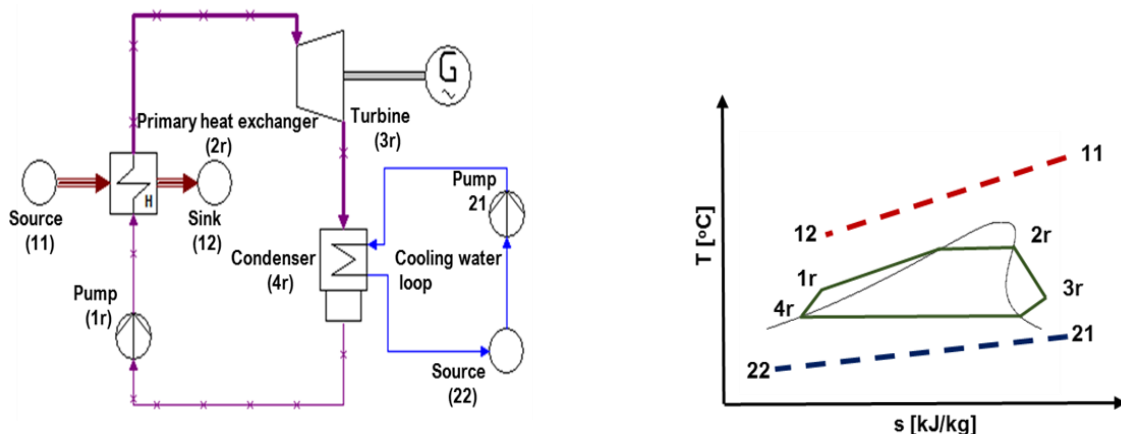 G
~
Primary heat exchanger
(2r)
Turbine
(3r)
H
Source
(11)
Sink
(12)
Pump
21
Condenser
(4r)
Cooling water
loop
Pump
(1r)
Source
(22)
T [ºC]
11
12
2r
1r
3r
4r
21
22
s [kJ/kg]